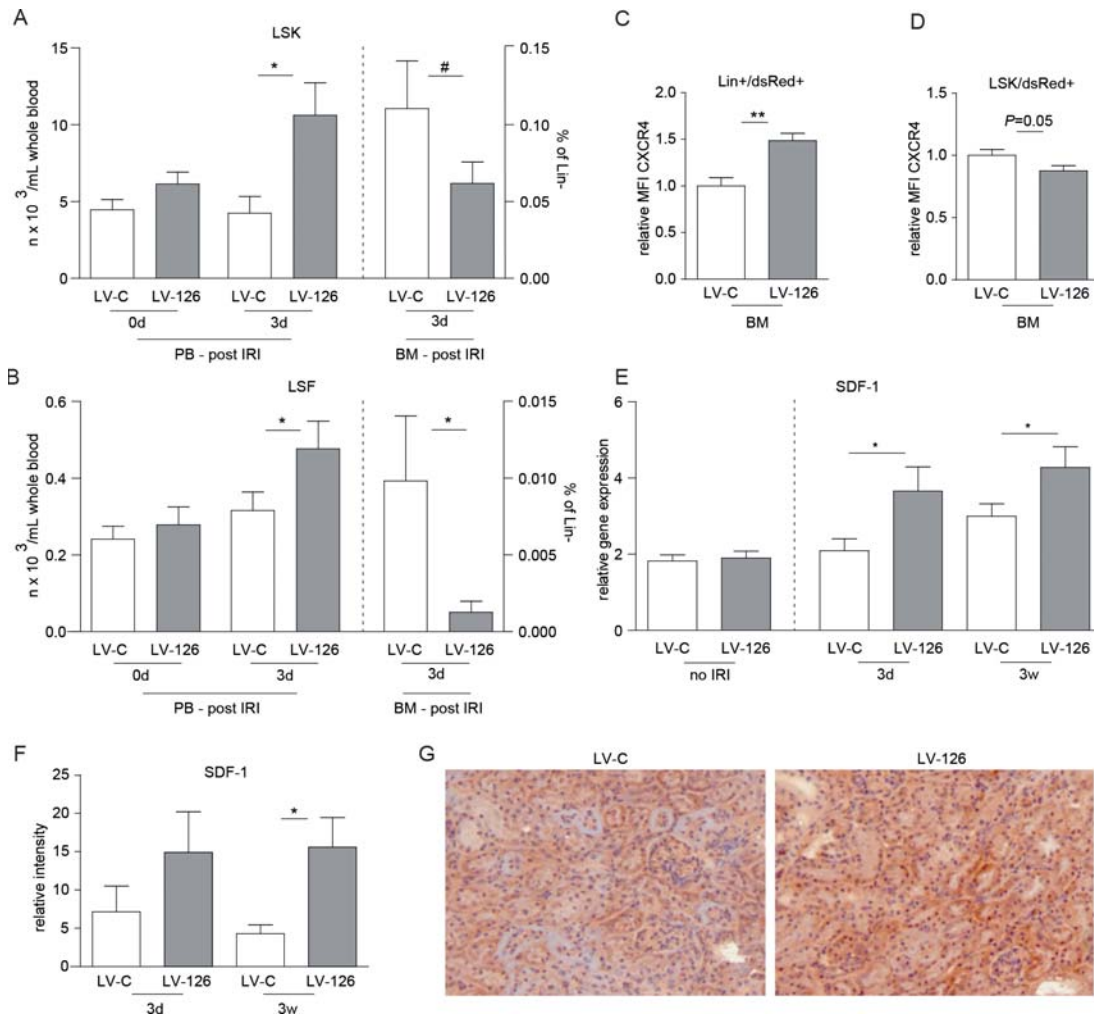 A
LSK
n x 10 3/mL whole blood
15
10
5
0
*
#
0.15
0.10
0.05
0.00
% of Lin-
LV-C LV-126 LV-C LV-126 LV-C LV-126
0d 3d 3d
PB - post IRI BM - post IRI
C
Lin+/dsRed+
relative MFI CXCR4
2.0
1.5
1.0
0.5
0.0
**
LV-C LV-126
BM
D
LSK/dsRed+
relative MFI CXCR4
1.5
1.0
0.5
0.0
P=0.05
LV-C LV-126
BM
B
LSF
n x 10 3/mL whole blood
0.6
0.4
0.2
0.0
*
*
0.015
0.010
0.005
0.000
% of Lin-
LV-C LV-126 LV-C LV-126 LV-C LV-126
0d 3d 3d
PB - post IRI BM - post IRI
E
SDF-1
relative gene expression
6
4
2
0
*
*
LV-C LV-126 LV-C LV-126 LV-C LV-126
no IRI 3d 3w
F
SDF-1
relative intensity
25
20
15
10
5
0
*
LV-C LV-126 LV-C LV-126
3d 3w
G
LV-C LV-126